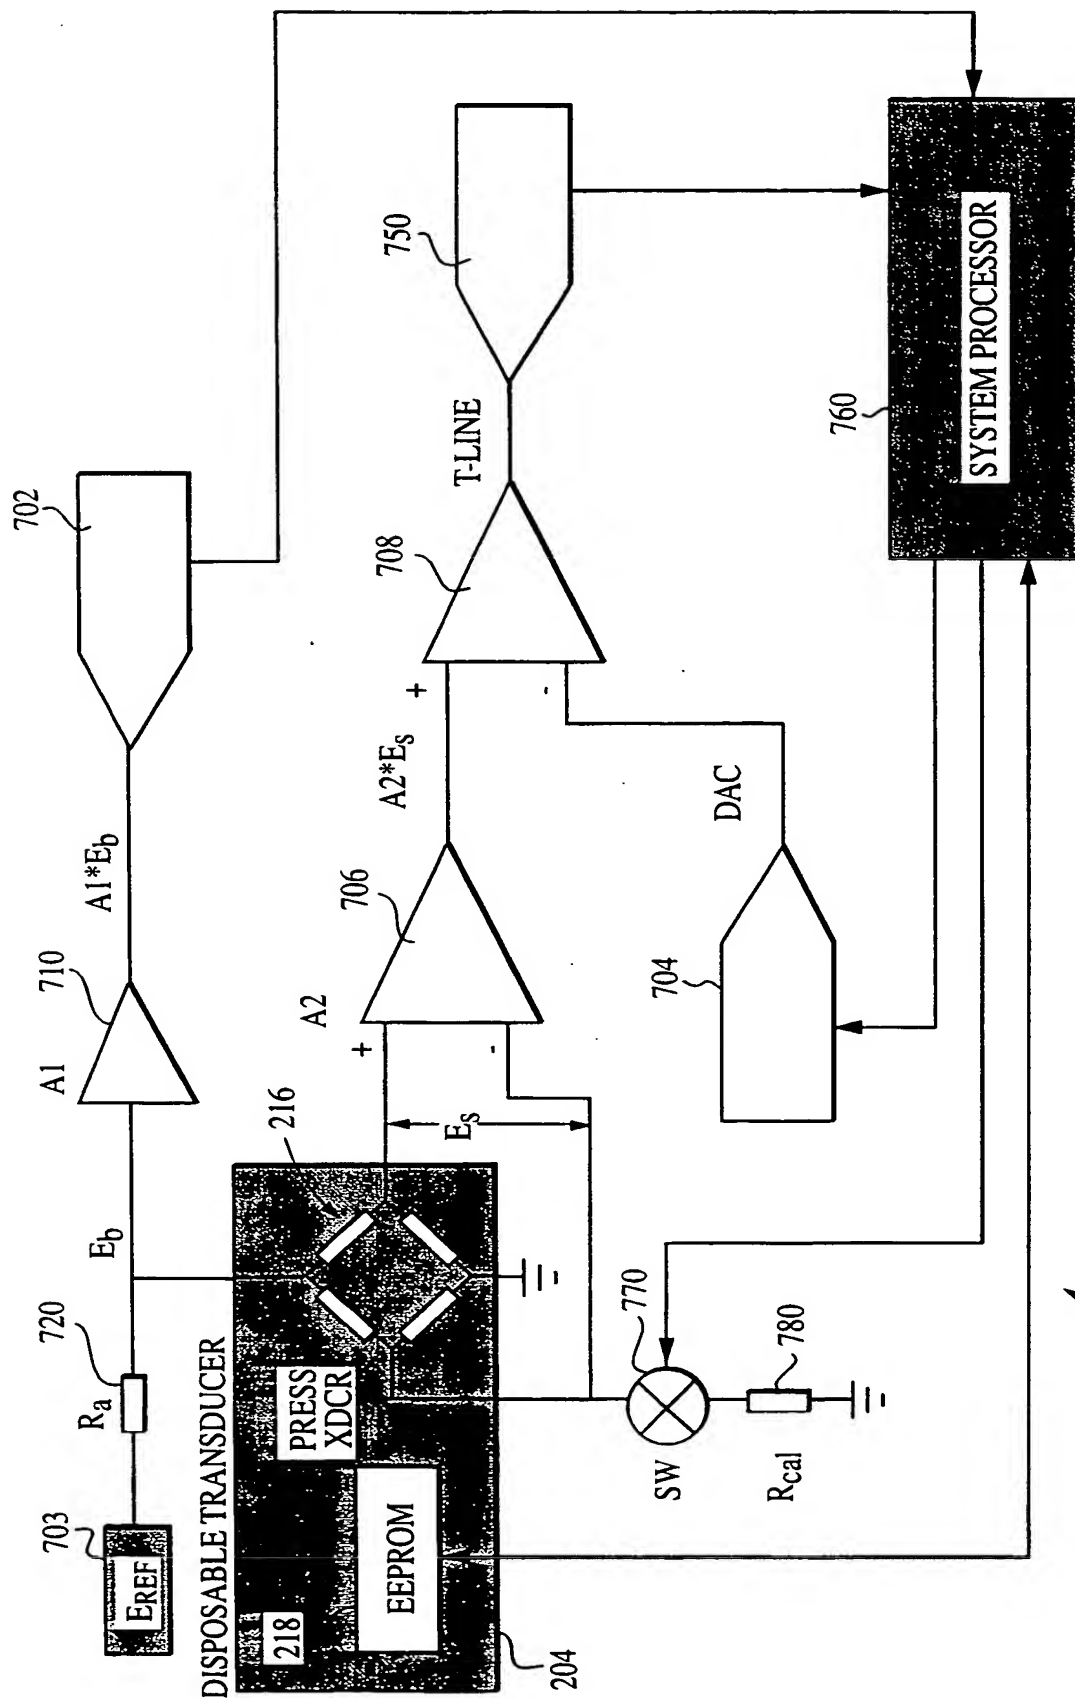 703
EREF
Ra
720
Eb
A1
710
A1*Eb
702
DISPOSABLE TRANSDUCER
218
EEPROM
PRESS
XDCR
216
204
Es
+
-
A2
706
A2*Es
+
-
708
T-LINE
750
SW
770
Rcal
780
704
DAC
760
SYSTEM PROCESSOR